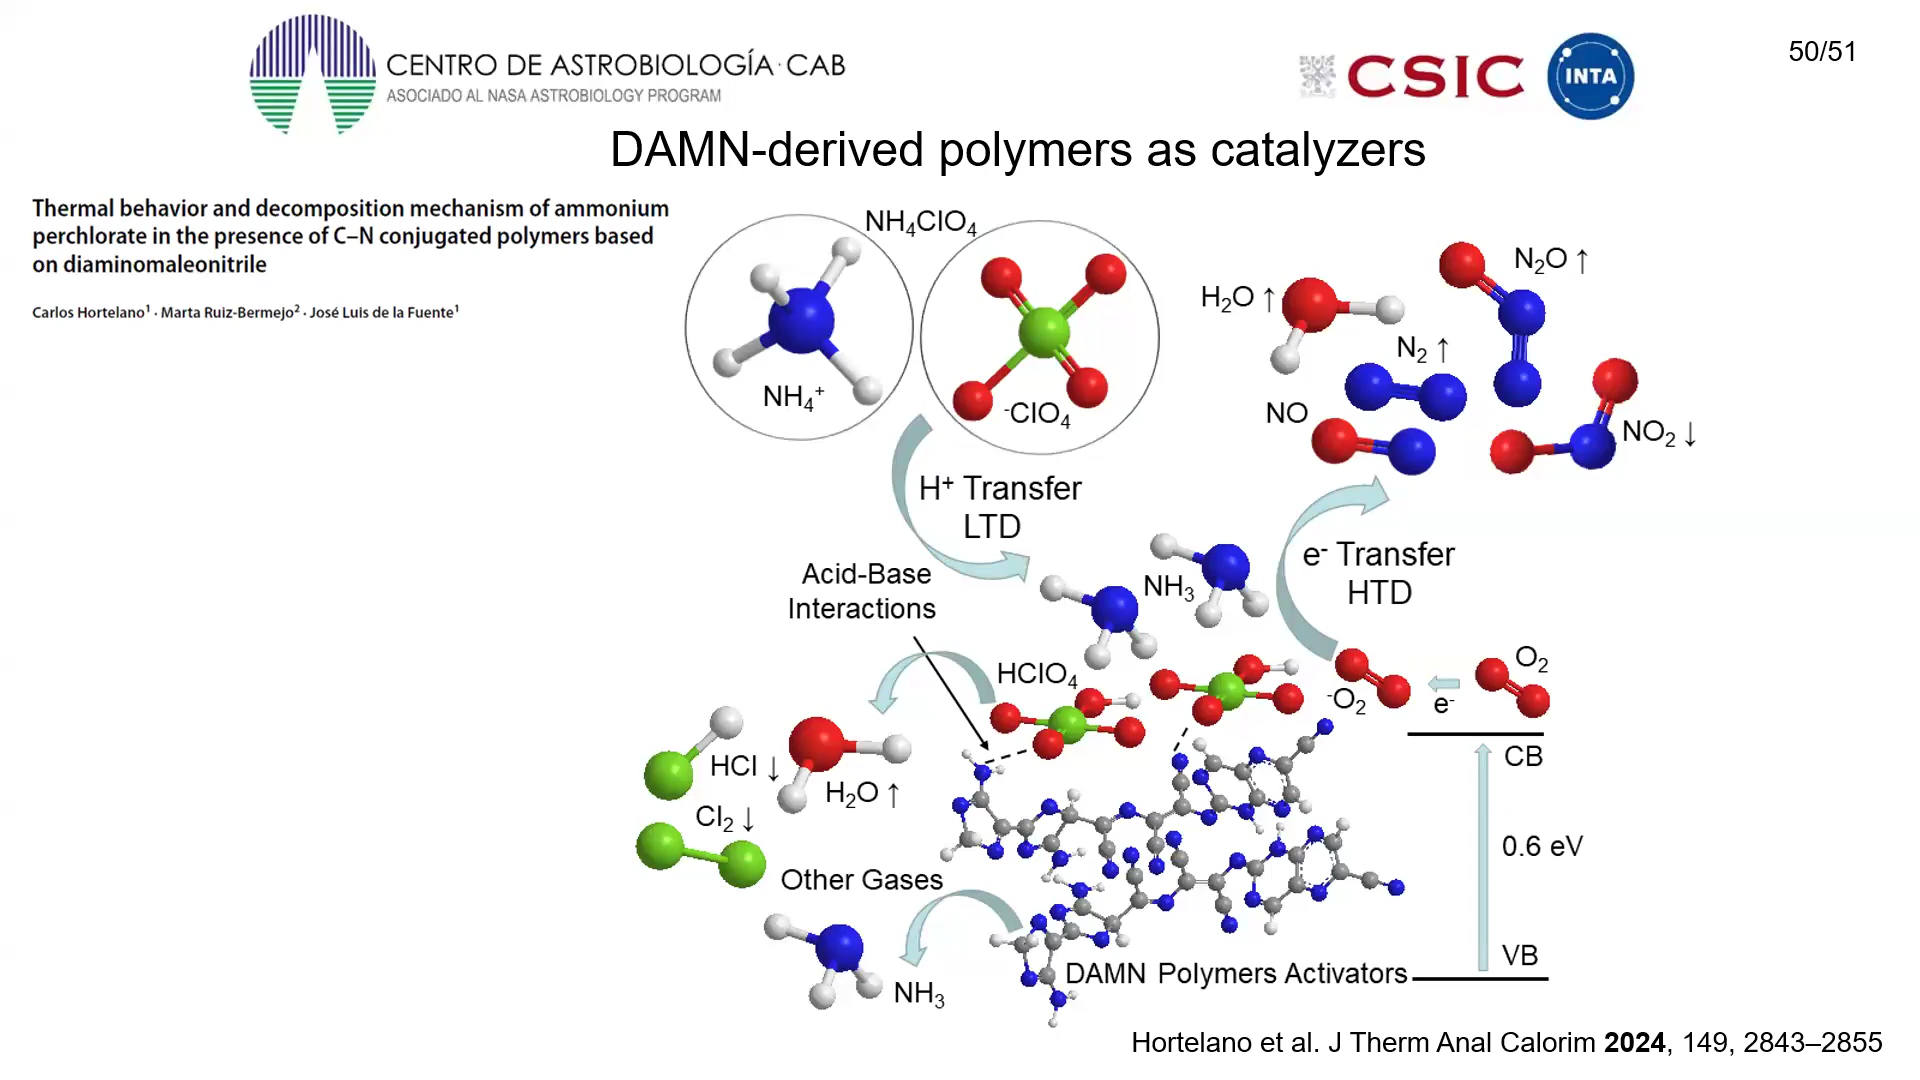 CENTRO DE ASTROBIOLOGÍA · CAB
ASOCIADO AL NASA ASTROBIOLOGY PROGRAM
CSIC
INTA
50/51
DAMN-derived polymers as catalyzers
Thermal behavior and decomposition mechanism of ammonium
perchlorate in the presence of C–N conjugated polymers based
on diaminomaleonitrile
Carlos Hortelano¹ · Marta Ruiz-Bermejo² · José Luis de la Fuente¹
NH₄ClO₄
NH₄⁺
⁻ClO₄
H₂O ↑
N₂O ↑
N₂ ↑
NO
NO₂ ↓
H⁺ Transfer
LTD
e⁻ Transfer
HTD
Acid-Base
Interactions
NH₃
HClO₄
⁻O₂
e⁻
O₂
HCl ↓
H₂O ↑
Cl₂ ↓
CB
0.6 eV
VB
Other Gases
NH₃
DAMN Polymers Activators
Hortelano et al. J Therm Anal Calorim 2024, 149, 2843–2855